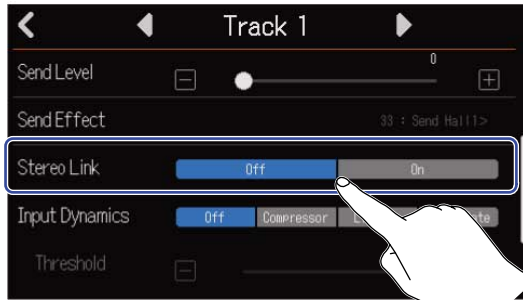 Track 1
Send Level 0
Send Effect 33 : Send Hall1>
Stereo Link Off On
Input Dynamics Off Compressor
Threshold